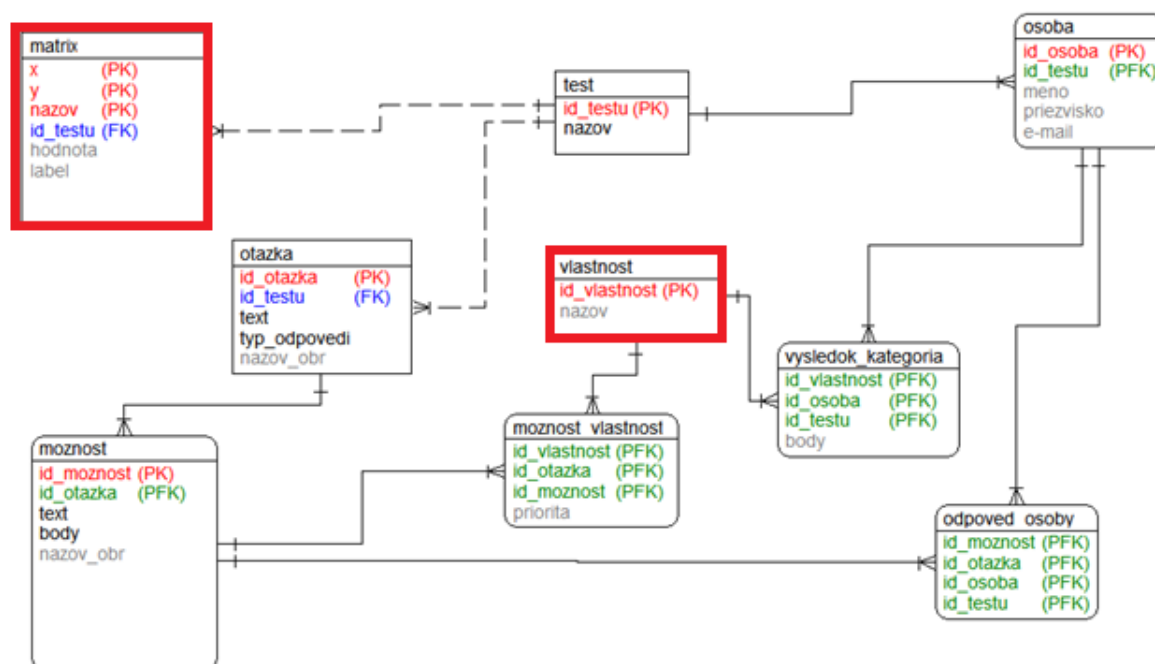 matrix
x (PK)
y (PK)
nazov (PK)
id_testu (FK)
hodnota
label
test
id_testu (PK)
nazov
osoba
id_osoba (PK)
id_testu (PFK)
meno
priezvisko
e-mail
otazka
id_otazka (PK)
id_testu (FK)
text
typ_odpovedi
nazov_obr
vlastnost
id_vlastnost (PK)
nazov
vysledok_kategoria
id_vlastnost (PFK)
id_osoba (PFK)
id_testu (PFK)
body
moznost
id_moznost (PK)
id_otazka (PFK)
text
body
nazov_obr
moznost_vlastnost
id_vlastnost (PFK)
id_otazka (PFK)
id_moznost (PFK)
priorita
odpoved_osoby
id_moznost (PFK)
id_otazka (PFK)
id_osoba (PFK)
id_testu (PFK)